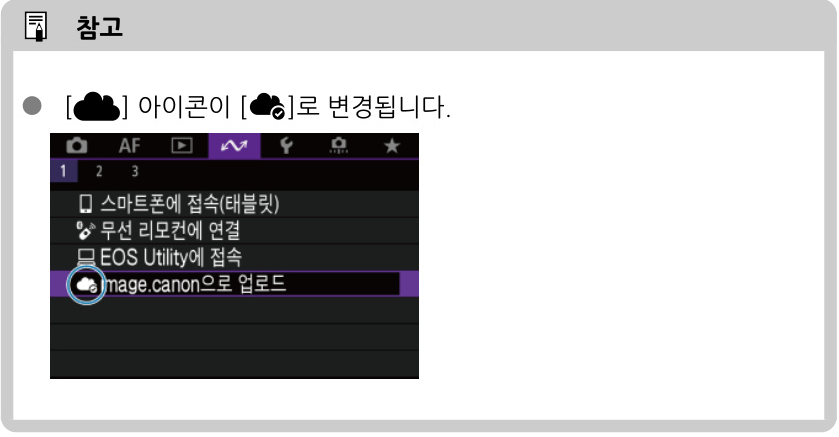 참고
[] 아이콘이 []로 변경됩니다.
AF
1 2 3
스마트폰에 접속(태블릿)
무선 리모컨에 연결
EOS Utility에 접속
image.canon으로 업로드